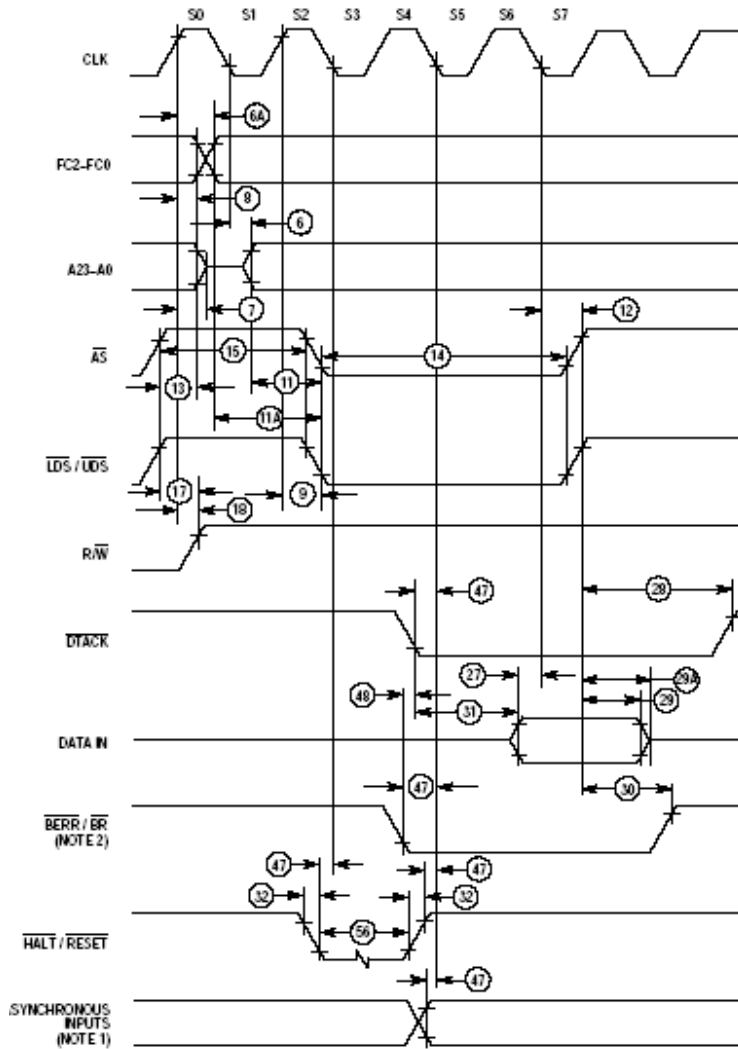 S0 S1 S2 S3 S4 S5 S6 S7
CLK
6A
FC2–FC0
8
6
A23–A0
7
12
AS
15
14
13
11
11A
LDS / UDS
17
9
18
R/W
47
28
DTACK
27
29A
48
31
29
DATA IN
47
30
BERR / BR
(NOTE 2)
47
47
32
32
56
HALT / RESET
47
SYNCHRONOUS
INPUTS
(NOTE 1)